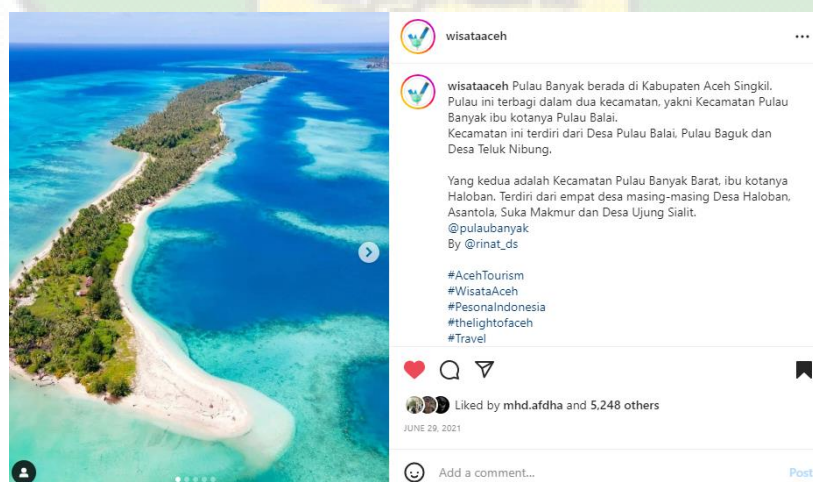 wisataaceh
wisataaceh Pulau Banyak berada di Kabupaten Aceh Singkil.
Pulau ini terbagi dalam dua kecamatan, yakni Kecamatan Pulau
Banyak ibu kotanya Pulau Balai.
Kecamatan ini terdiri dari Desa Pulau Balai, Pulau Baguk dan
Desa Teluk Nibung.
Yang kedua adalah Kecamatan Pulau Banyak Barat, ibu kotanya
Haloban. Terdiri dari empat desa masing-masing Desa Haloban,
Asantola, Suka Makmur dan Desa Ujung Sialit.
@pulaubanyak
By @rinat_ds
#AcehTourism
#WisataAceh
#PesonaIndonesia
#thelightofaceh
#Travel
Liked by mhd.afdha and 5,248 others
JUNE 29, 2021
Add a comment...
Post